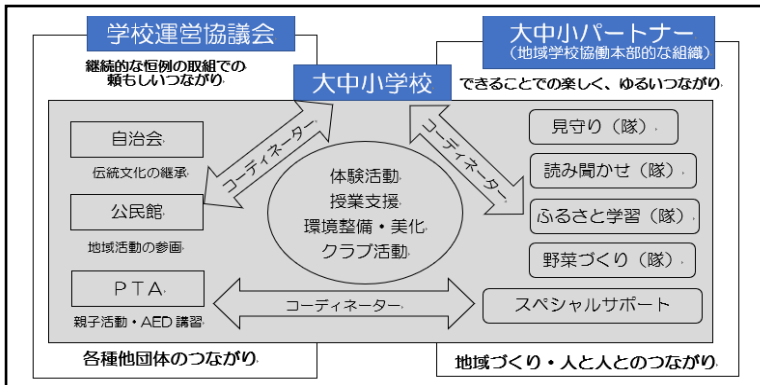 学校運営協議会
継続的な恒例の取組での
頼もしいつながり
大中小学校
大中小パートナー
（地域学校協働本部的な組織）
できることでの楽しく、ゆるいつながり
自治会
伝統文化の継承
公民館
地域活動の参画
ＰＴＡ
親子活動・AED 講習
コーディネーター
体験活動
授業支援
環境整備・美化
クラブ活動
コーディネーター
コーディネーター
見守り（隊）
読み聞かせ（隊）
ふるさと学習（隊）
野菜づくり（隊）
スペシャルサポート
各種他団体のつながり
地域づくり・人と人とのつながり